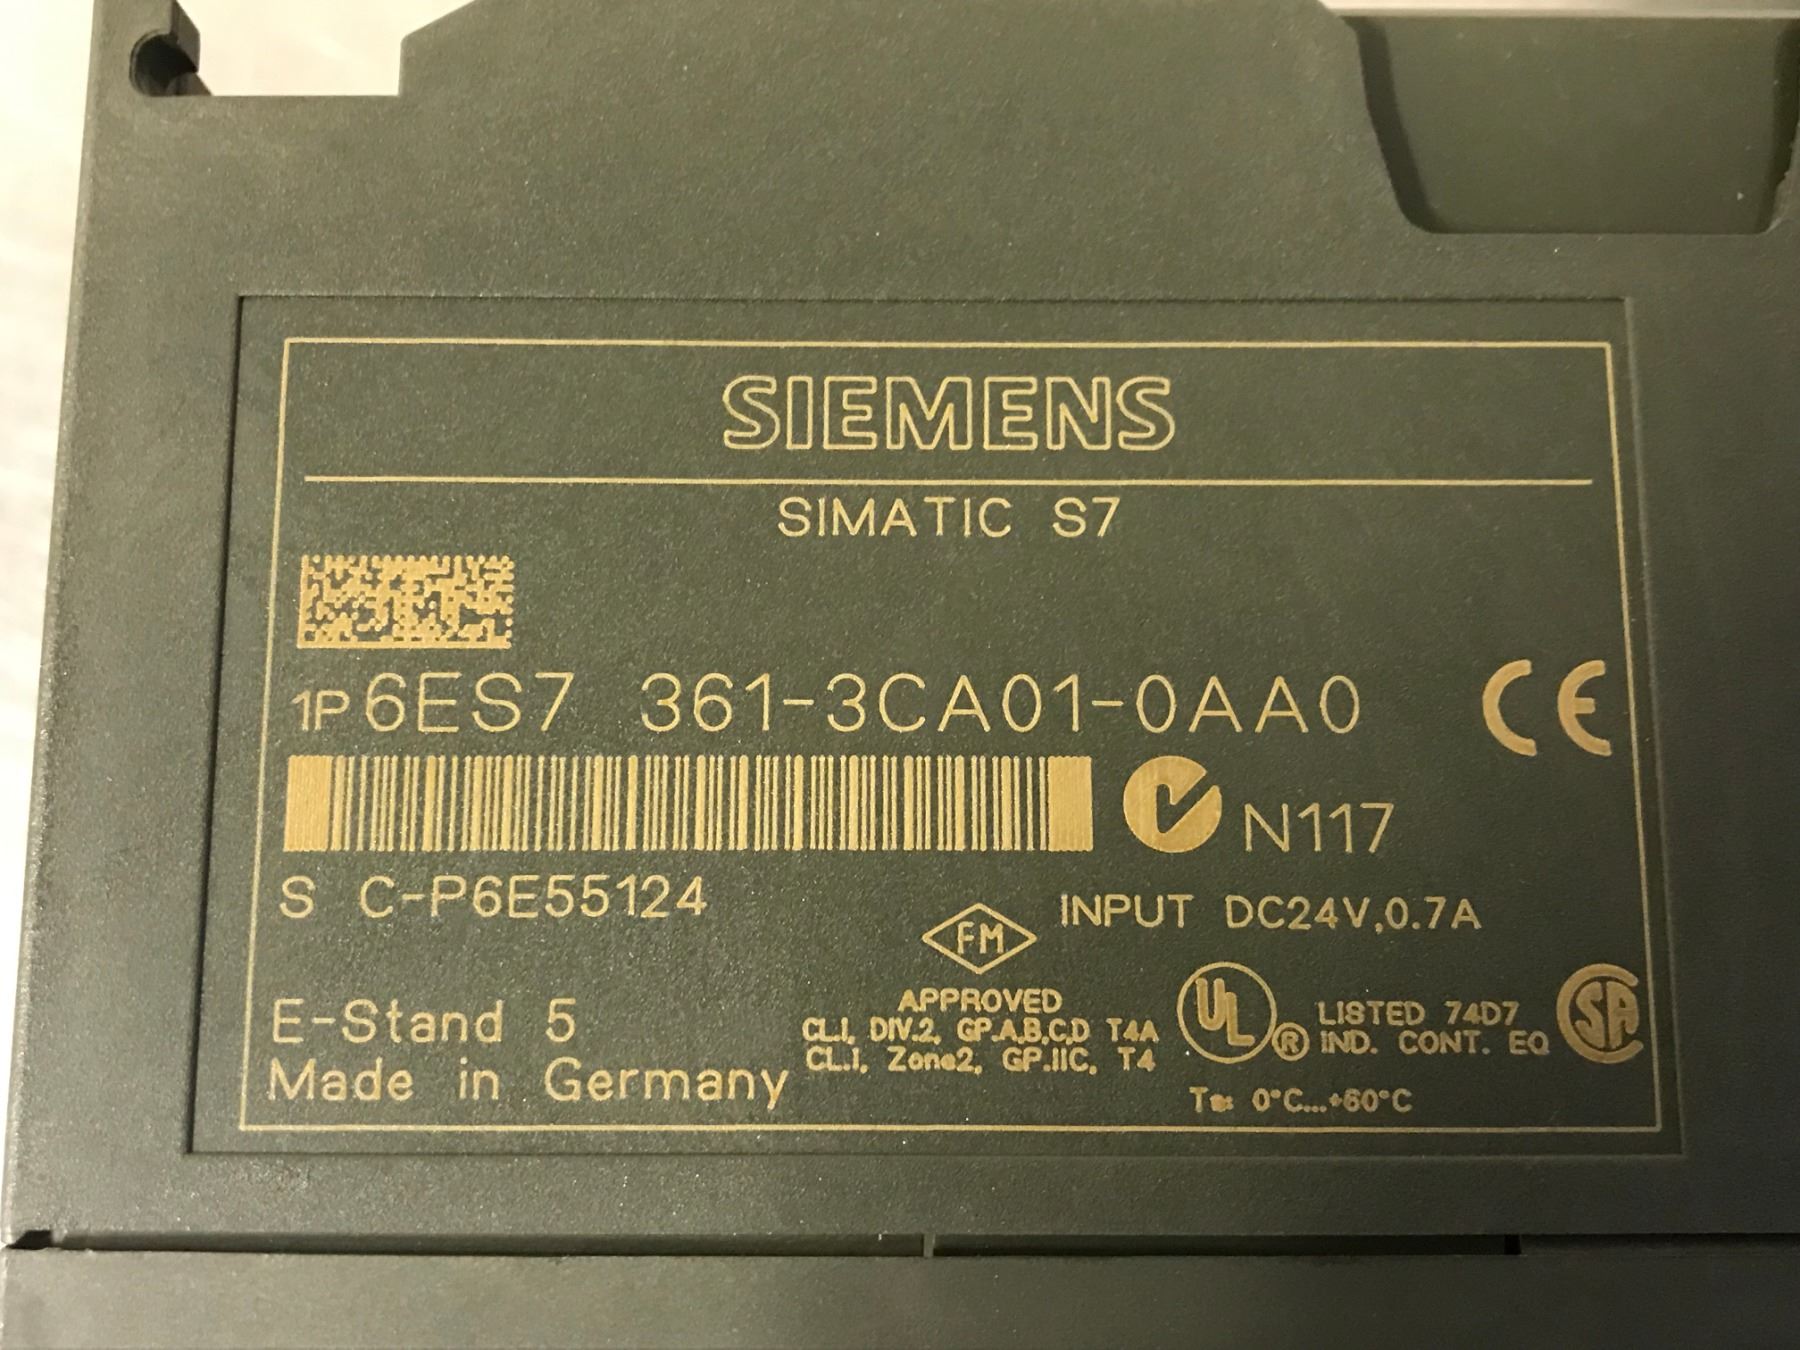 SIEMENS
SIMATIC S7
1P 6ES7 361-3CA01-0AA0
CE
N117
S C-P6E55124
INPUT DC24V,0.7A
FM
APPROVED
CL.I, DIV.2, GP.A,B,C,D T4A
CL.I, Zone2, GP.IIC, T4
UL ®
LISTED 74D7
IND. CONT. EQ
SA
E-Stand 5
Made in Germany
Ta: 0°C...+60°C